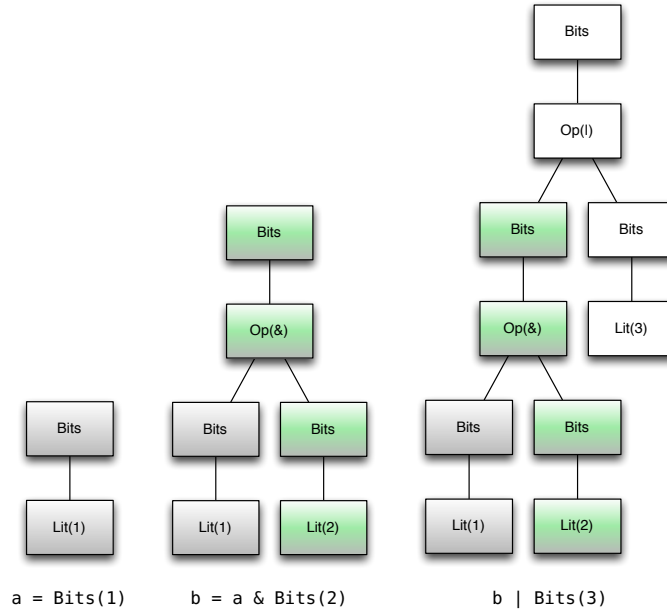 Bits
Op(|)
Bits
Bits
Bits
Op(&)
Op(&)
Lit(3)
Bits
Bits
Bits
Bits
Bits
Lit(1)
Lit(1)
Lit(2)
Lit(1)
Lit(2)
a = Bits(1)
b = a & Bits(2)
b | Bits(3)